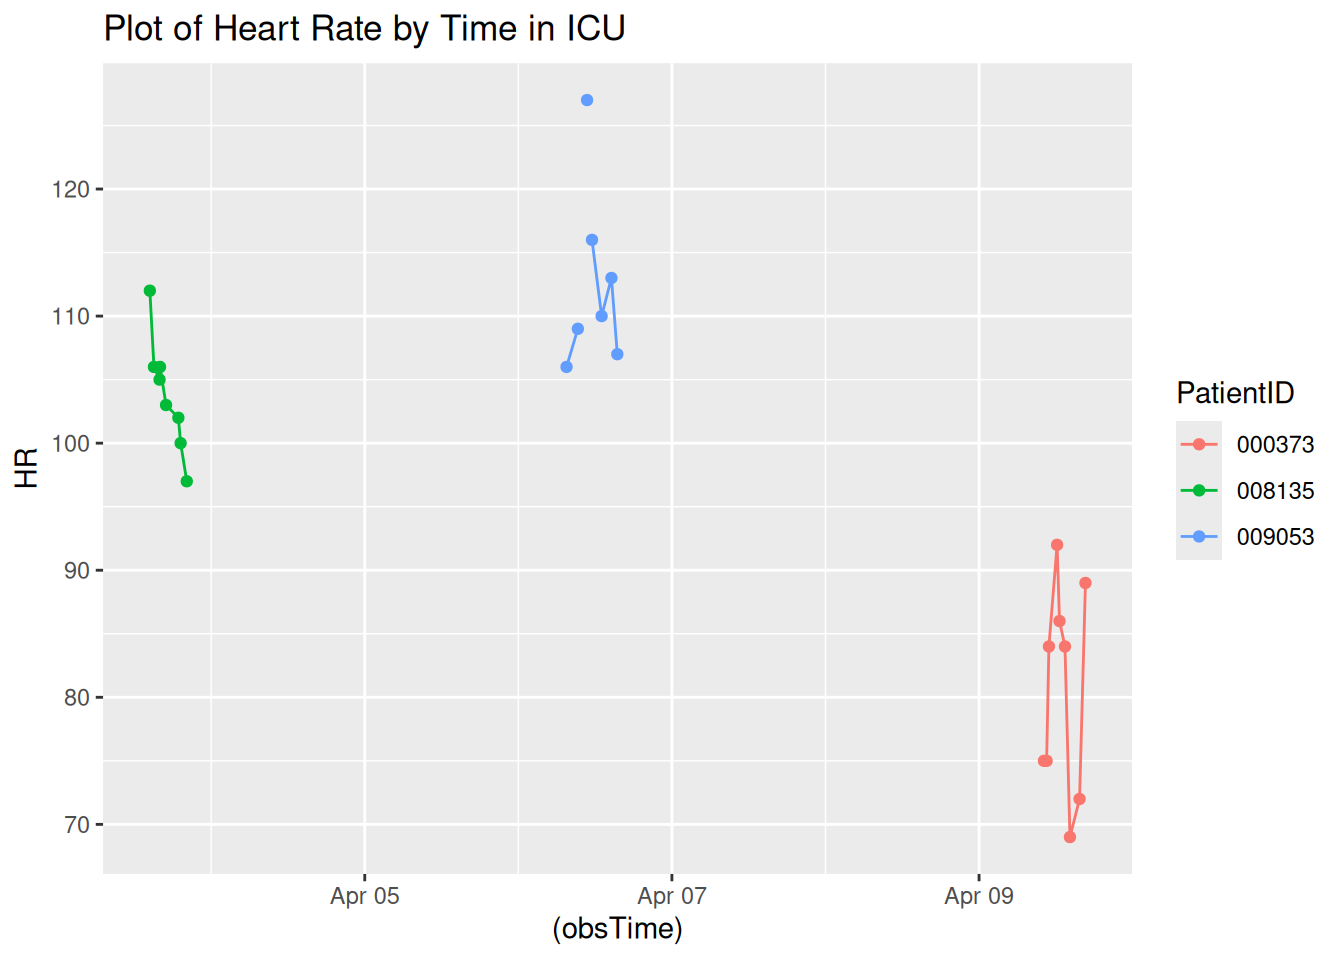 Plot of Heart Rate by Time in ICU
120
110
100
90
80
70
HR
Apr 05
Apr 07
Apr 09
(obsTime)
PatientID
000373
008135
009053